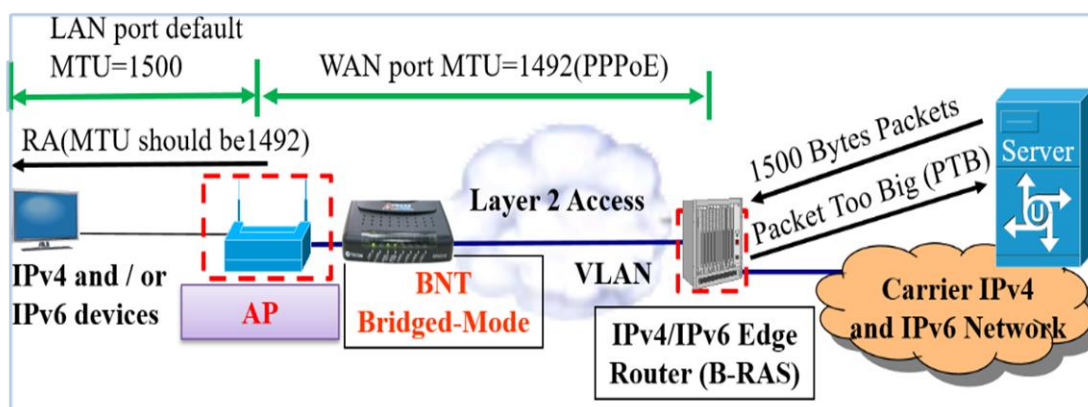 LAN port default
MTU=1500
WAN port MTU=1492(PPPoE)
RA(MTU should be1492)
1500 Bytes Packets
Packet Too Big (PTB)
Server
U
Layer 2 Access
VLAN
IPv4 and / or
IPv6 devices
AP
BNT
Bridged-Mode
IPv4/IPv6 Edge
Router (B-RAS)
Carrier IPv4
and IPv6 Network